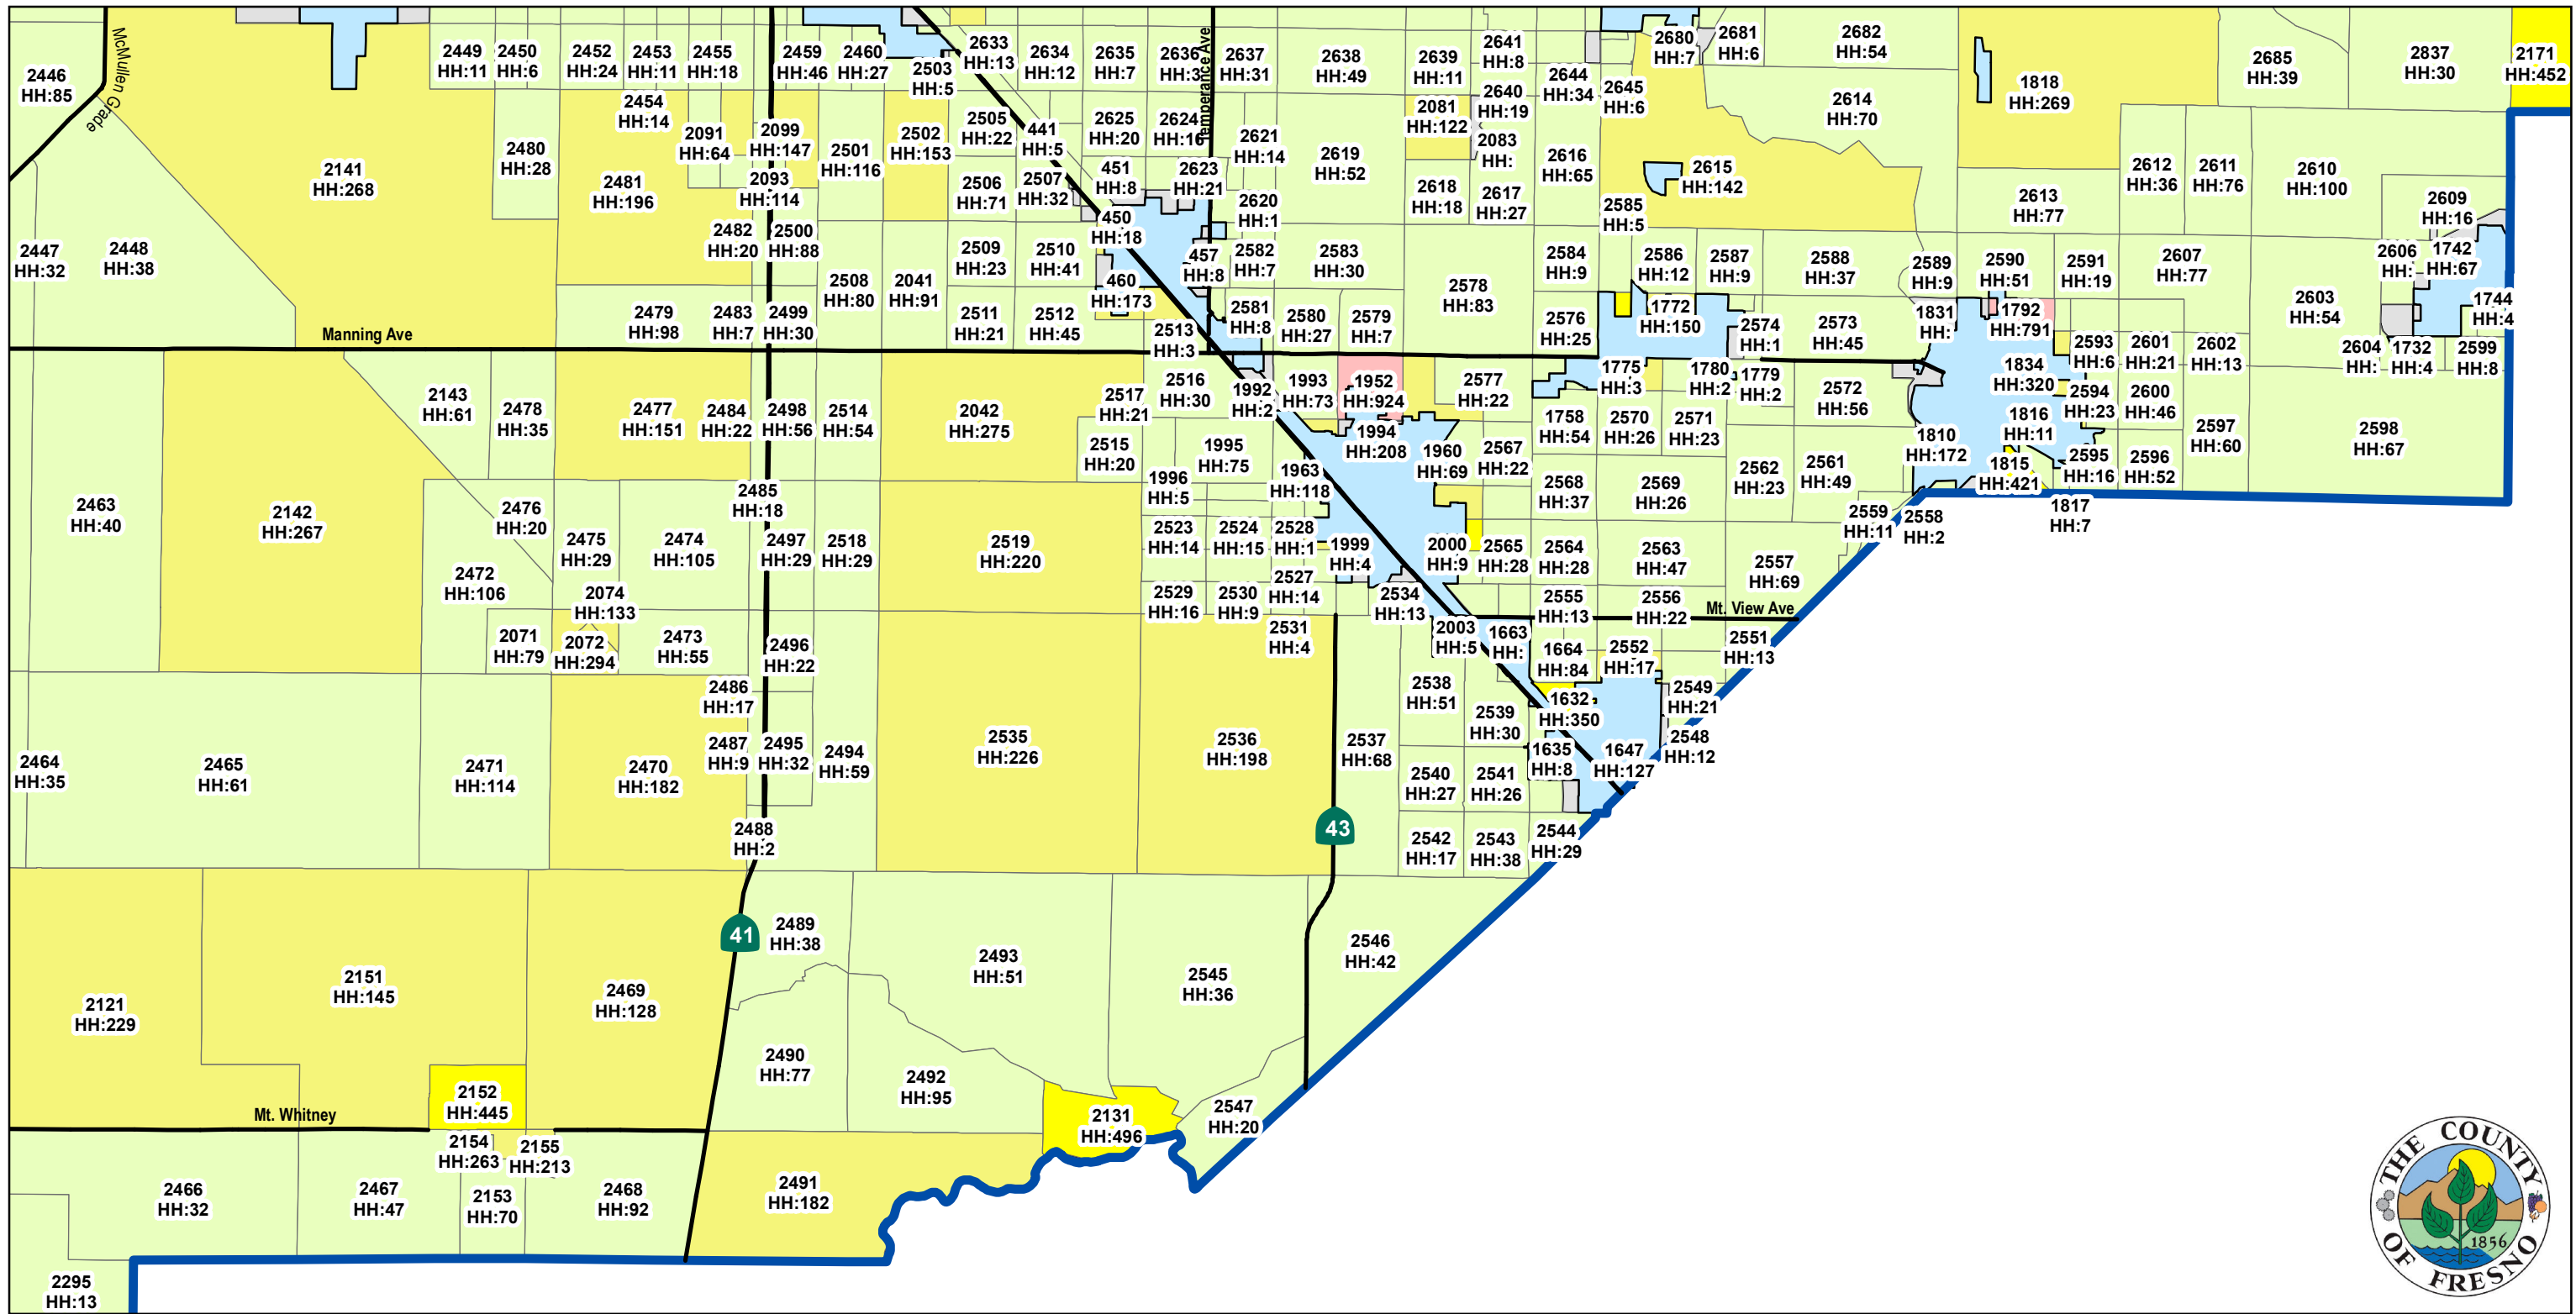 2446
HH:85
McMullen Grade
2449
HH:11
2450
HH:6
2452
HH:24
2453
HH:11
2455
HH:18
2459
HH:46
2460
HH:27
2503
HH:5
2633
HH:13
2634
HH:12
2635
HH:7
2636
HH:3
Temperance Ave
2637
HH:31
2638
HH:49
2639
HH:11
2641
HH:8
2640
HH:19
2644
HH:34
2645
HH:6
2680
HH:7
2681
HH:6
2682
HH:54
2614
HH:70
1818
HH:269
2685
HH:39
2837
HH:30
2171
HH:452
2141
HH:268
2480
HH:28
2454
HH:14
2091
HH:64
2099
HH:147
2481
HH:196
2093
HH:114
2501
HH:116
2502
HH:153
2505
HH:22
441
HH:5
2625
HH:20
2624
HH:16
2621
HH:14
2619
HH:52
2081
HH:122
2083
HH:
2616
HH:65
2615
HH:142
2612
HH:36
2611
HH:76
2610
HH:100
2506
HH:71
2507
HH:32
451
HH:8
2623
HH:21
2620
HH:1
2618
HH:18
2617
HH:27
2585
HH:5
2613
HH:77
2609
HH:16
2447
HH:32
2448
HH:38
2482
HH:20
2500
HH:88
2508
HH:80
2041
HH:91
2509
HH:23
2510
HH:41
450
HH:18
460
HH:173
457
HH:8
2582
HH:7
2583
HH:30
2578
HH:83
2584
HH:9
2586
HH:12
2587
HH:9
2588
HH:37
2589
HH:9
2590
HH:51
2591
HH:19
2607
HH:77
2603
HH:54
2606
HH:
1742
HH:67
1744
HH:4
Manning Ave
2479
HH:98
2483
HH:7
2499
HH:30
2511
HH:21
2512
HH:45
2513
HH:3
2581
HH:8
2580
HH:27
2579
HH:7
2576
HH:25
1772
HH:150
2574
HH:1
2573
HH:45
1831
HH:
1792
HH:791
2593
HH:6
2601
HH:21
2602
HH:13
2604
HH:
1732
HH:4
2599
HH:8
2143
HH:61
2478
HH:35
2477
HH:151
2484
HH:22
2498
HH:56
2514
HH:54
2042
HH:275
2517
HH:21
2516
HH:30
1992
HH:2
1993
HH:73
1952
HH:924
2577
HH:22
1775
HH:3
1780
HH:2
1779
HH:2
2572
HH:56
1834
HH:320
2594
HH:23
2600
HH:46
2597
HH:60
2598
HH:67
2515
HH:20
1995
HH:75
1994
HH:208
1960
HH:69
2567
HH:22
1758
HH:54
2570
HH:26
2571
HH:23
1810
HH:172
1816
HH:11
2463
HH:40
2142
HH:267
2476
HH:20
2485
HH:18
1996
HH:5
1963
HH:118
2568
HH:37
2569
HH:26
2562
HH:23
2561
HH:49
1815
HH:421
2595
HH:16
2596
HH:52
1817
HH:7
2475
HH:29
2474
HH:105
2497
HH:29
2518
HH:29
2519
HH:220
2523
HH:14
2524
HH:15
2528
HH:1
1999
HH:4
2000
HH:9
2565
HH:28
2564
HH:28
2563
HH:47
2557
HH:69
2559
HH:11
2558
HH:2
2472
HH:106
2074
HH:133
2529
HH:16
2530
HH:9
2527
HH:14
2534
HH:13
2555
HH:13
2556
HH:22
Mt. View Ave
2071
HH:79
2072
HH:294
2473
HH:55
2496
HH:22
2531
HH:4
2003
HH:5
1663
HH:
1664
HH:84
2552
HH:17
2551
HH:13
2464
HH:35
2465
HH:61
2471
HH:114
2470
HH:182
2486
HH:17
2487
HH:9
2495
HH:32
2494
HH:59
2535
HH:226
2536
HH:198
2537
HH:68
2538
HH:51
2539
HH:30
1632
HH:350
2549
HH:21
1635
HH:8
1647
HH:127
2548
HH:12
2540
HH:27
2541
HH:26
2488
HH:2
43
2542
HH:17
2543
HH:38
2544
HH:29
41
2489
HH:38
2493
HH:51
2545
HH:36
2546
HH:42
2121
HH:229
2151
HH:145
2469
HH:128
2490
HH:77
2492
HH:95
2131
HH:496
2547
HH:20
2152
HH:445
Mt. Whitney
2154
HH:263
2155
HH:213
2466
HH:32
2467
HH:47
2153
HH:70
2468
HH:92
2491
HH:182
2295
HH:13
THE COUNTY
OF FRESNO
1856